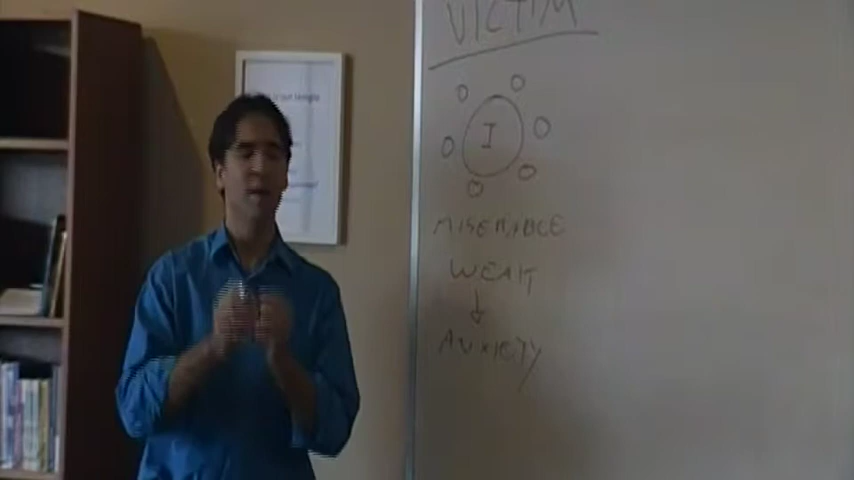 VICTIM
I
MISERABLE
WEAK
ANXIETY